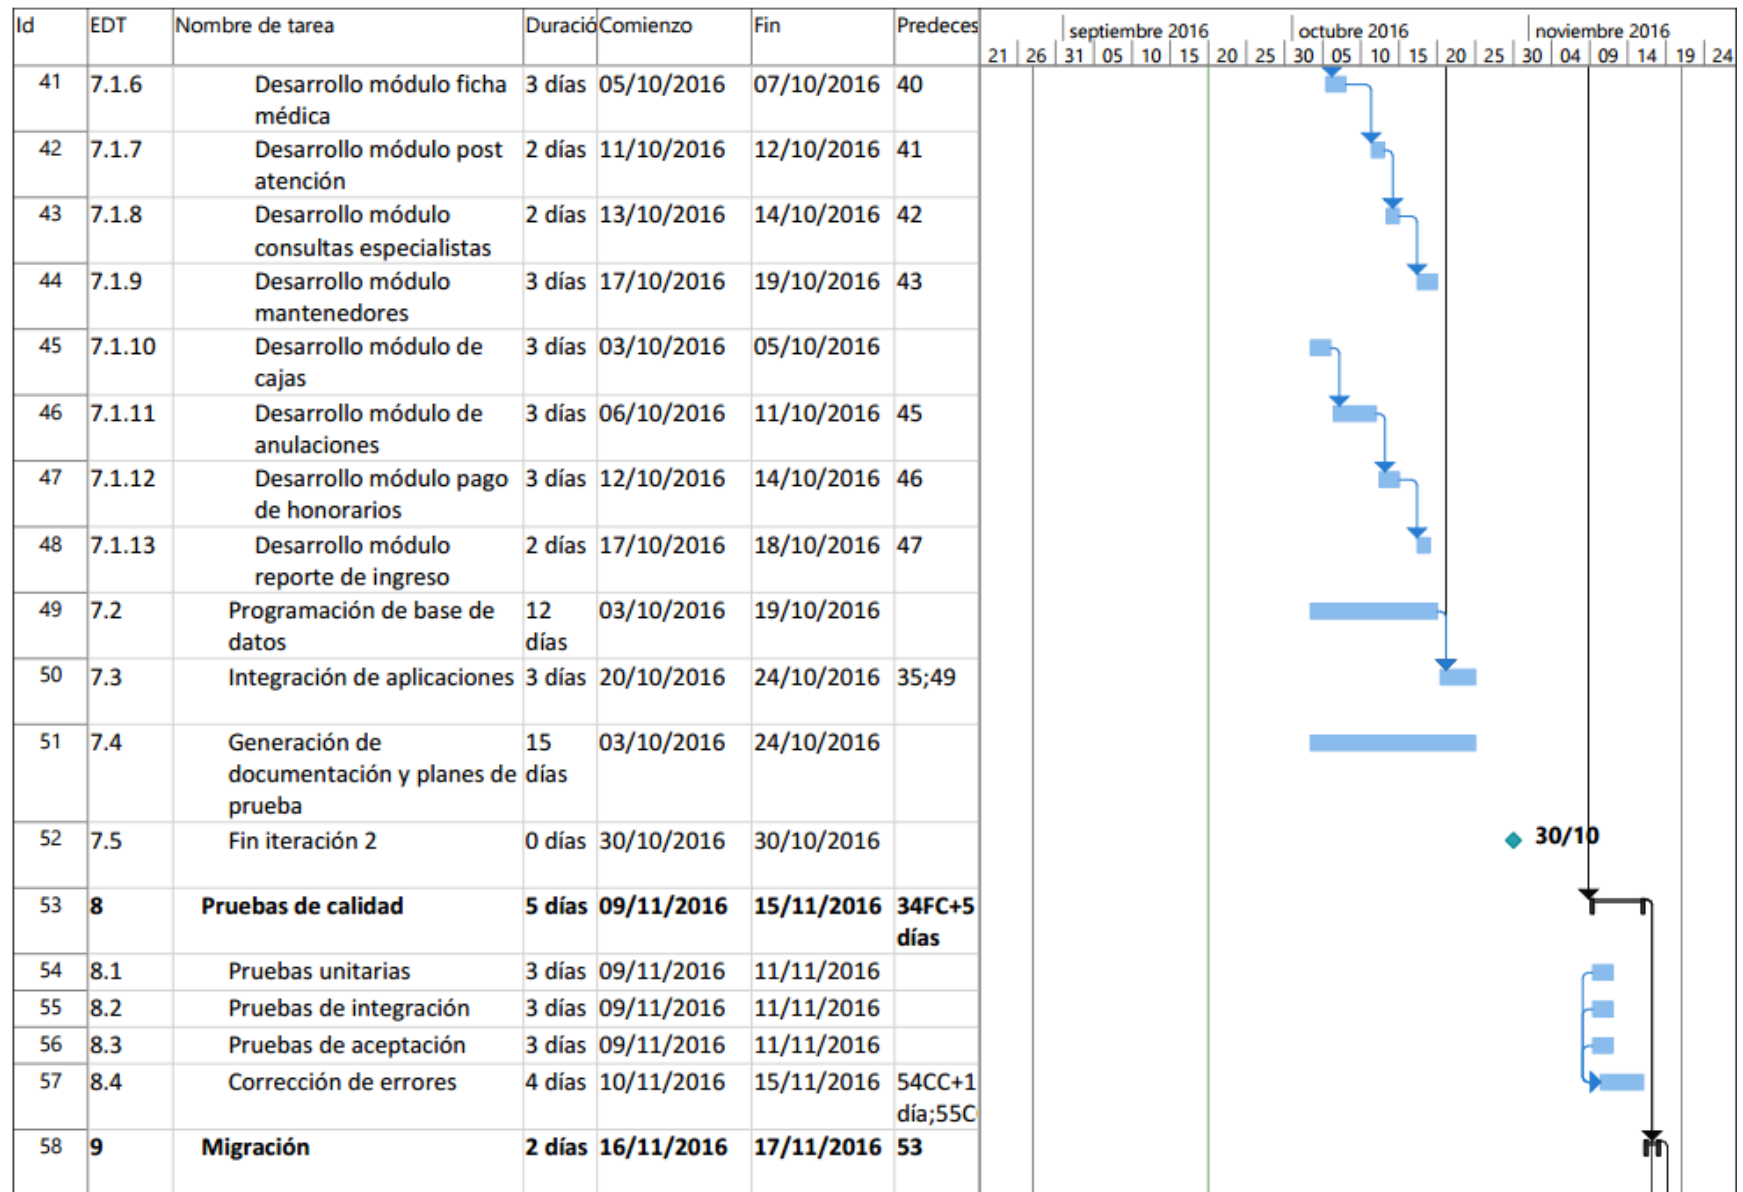 Id EDT Nombre de tarea Duració Comienzo Fin Predeces
septiembre 2016 octubre 2016 noviembre 2016
21 26 31 05 10 15 20 25 30 05 10 15 20 25 30 04 09 14 19 24
41 7.1.6 Desarrollo módulo ficha 3 días 05/10/2016 07/10/2016 40
médica
42 7.1.7 Desarrollo módulo post 2 días 11/10/2016 12/10/2016 41
atención
43 7.1.8 Desarrollo módulo 2 días 13/10/2016 14/10/2016 42
consultas especialistas
44 7.1.9 Desarrollo módulo 3 días 17/10/2016 19/10/2016 43
mantenedores
45 7.1.10 Desarrollo módulo de 3 días 03/10/2016 05/10/2016
cajas
46 7.1.11 Desarrollo módulo de 3 días 06/10/2016 11/10/2016 45
anulaciones
47 7.1.12 Desarrollo módulo pago 3 días 12/10/2016 14/10/2016 46
de honorarios
48 7.1.13 Desarrollo módulo 2 días 17/10/2016 18/10/2016 47
reporte de ingreso
49 7.2 Programación de base de 12 03/10/2016 19/10/2016
datos días
50 7.3 Integración de aplicaciones 3 días 20/10/2016 24/10/2016 35;49
51 7.4 Generación de 15 03/10/2016 24/10/2016
documentación y planes de días
prueba
52 7.5 Fin iteración 2 0 días 30/10/2016 30/10/2016 30/10
53 8 Pruebas de calidad 5 días 09/11/2016 15/11/2016 34FC+5
días
54 8.1 Pruebas unitarias 3 días 09/11/2016 11/11/2016
55 8.2 Pruebas de integración 3 días 09/11/2016 11/11/2016
56 8.3 Pruebas de aceptación 3 días 09/11/2016 11/11/2016
57 8.4 Corrección de errores 4 días 10/11/2016 15/11/2016 54CC+1
día;55C
58 9 Migración 2 días 16/11/2016 17/11/2016 53